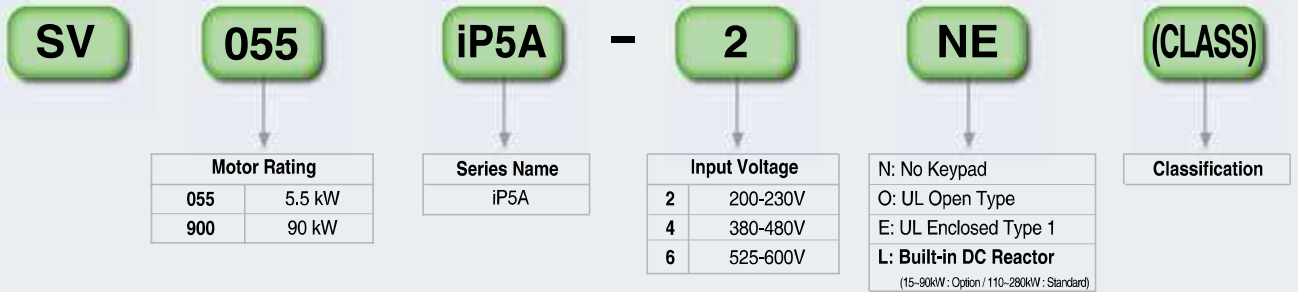 SV 055 iP5A - 2 NE (CLASS)
Motor Rating
055 5.5 kW
900 90 kW
Series Name
iP5A
Input Voltage
2 200-230V
4 380-480V
6 525-600V
N: No Keypad
O: UL Open Type
E: UL Enclosed Type 1
L: Built-in DC Reactor
(15~90kW : Option / 110~280kW : Standard)
Classification